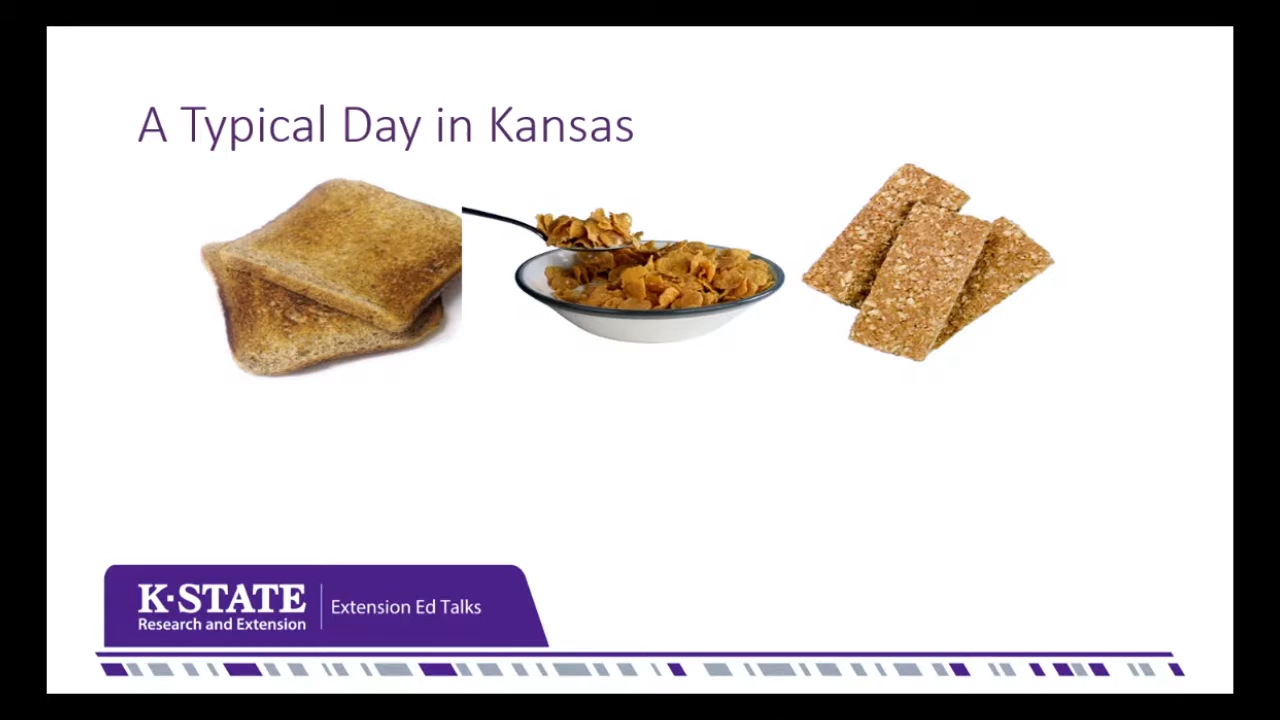 A Typical Day in Kansas
K·STATE
Research and Extension
Extension Ed Talks